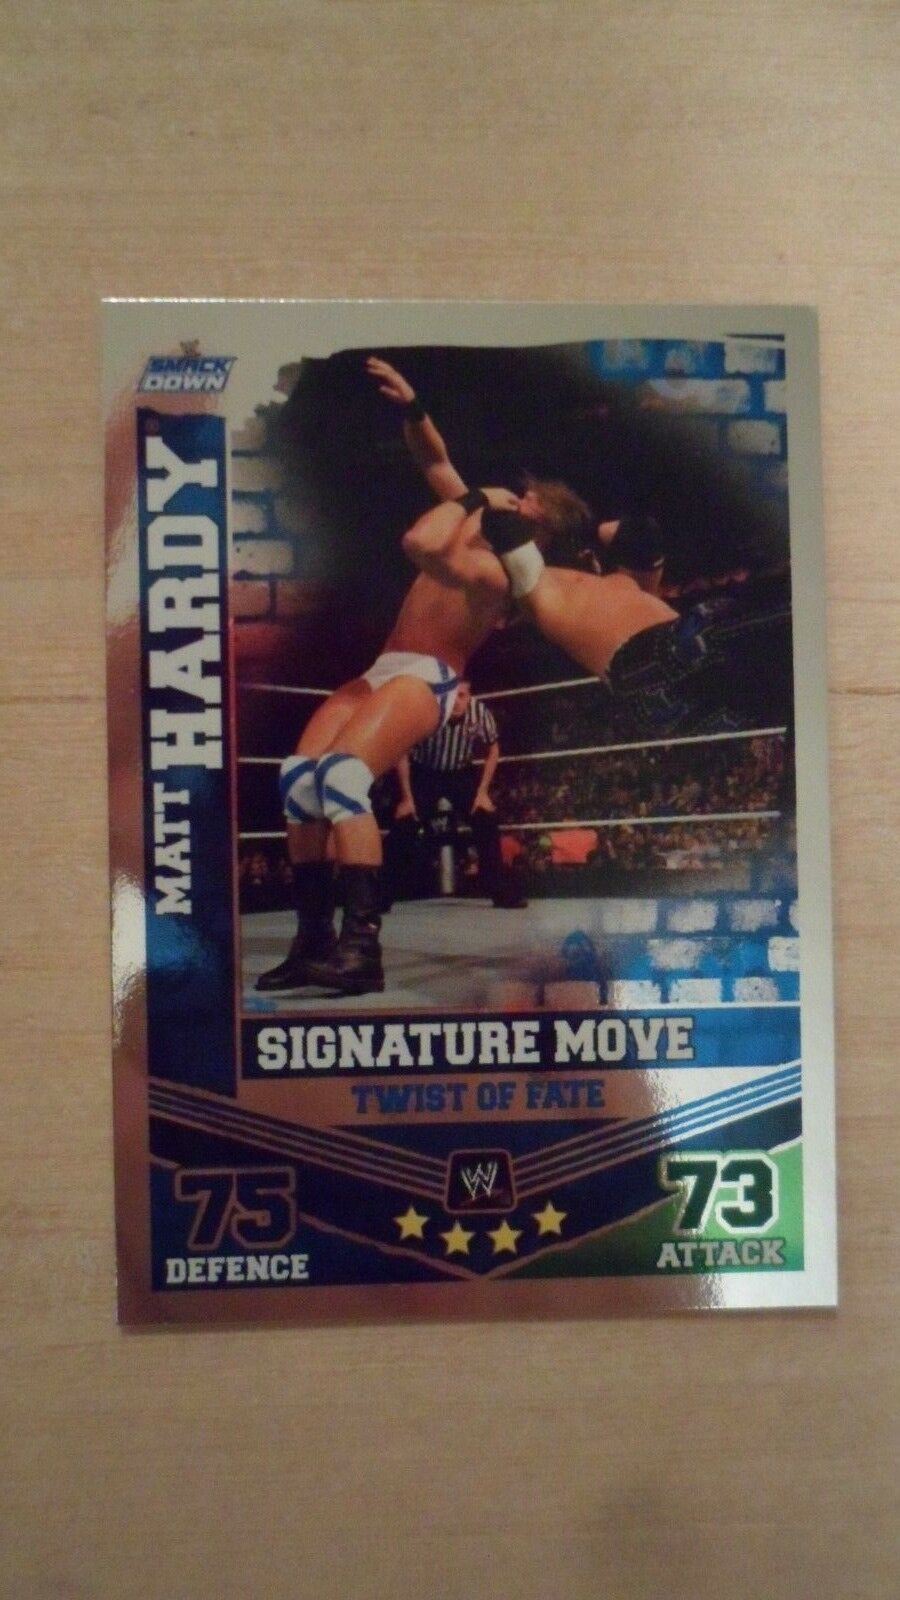 SMACK
DOWN
MATT HARDY®
SIGNATURE MOVE
TWIST OF FATE
W
75
DEFENCE
73
ATTACK